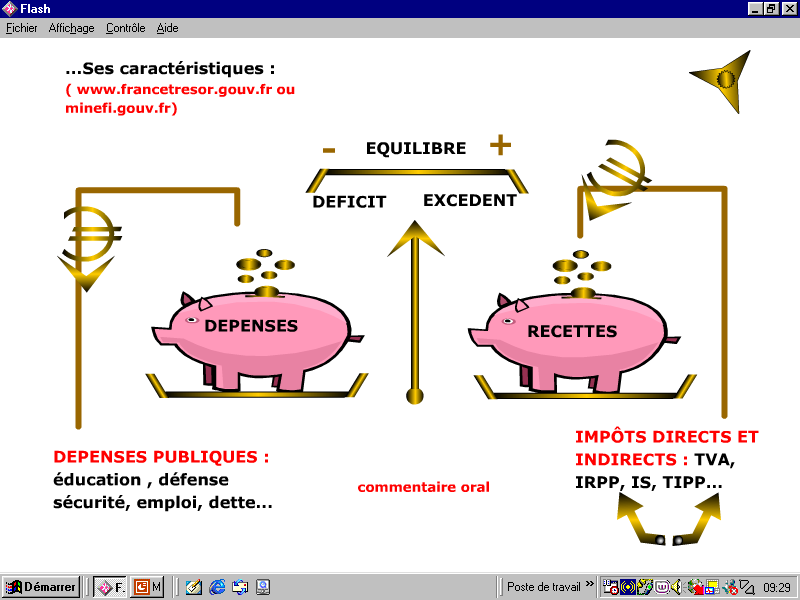 Flash
Fichier Affichage Contrôle Aide
...Ses caractéristiques :
( www.francetresor.gouv.fr ou
minefi.gouv.fr)
- EQUILIBRE +
DEFICIT EXCEDENT
DEPENSES
RECETTES
DEPENSES PUBLIQUES :
éducation , défense
sécurité, emploi, dette...
commentaire oral
IMPÔTS DIRECTS ET
INDIRECTS : TVA,
IRPP, IS, TIPP...
Démarrer F. M Poste de travail » 09:29